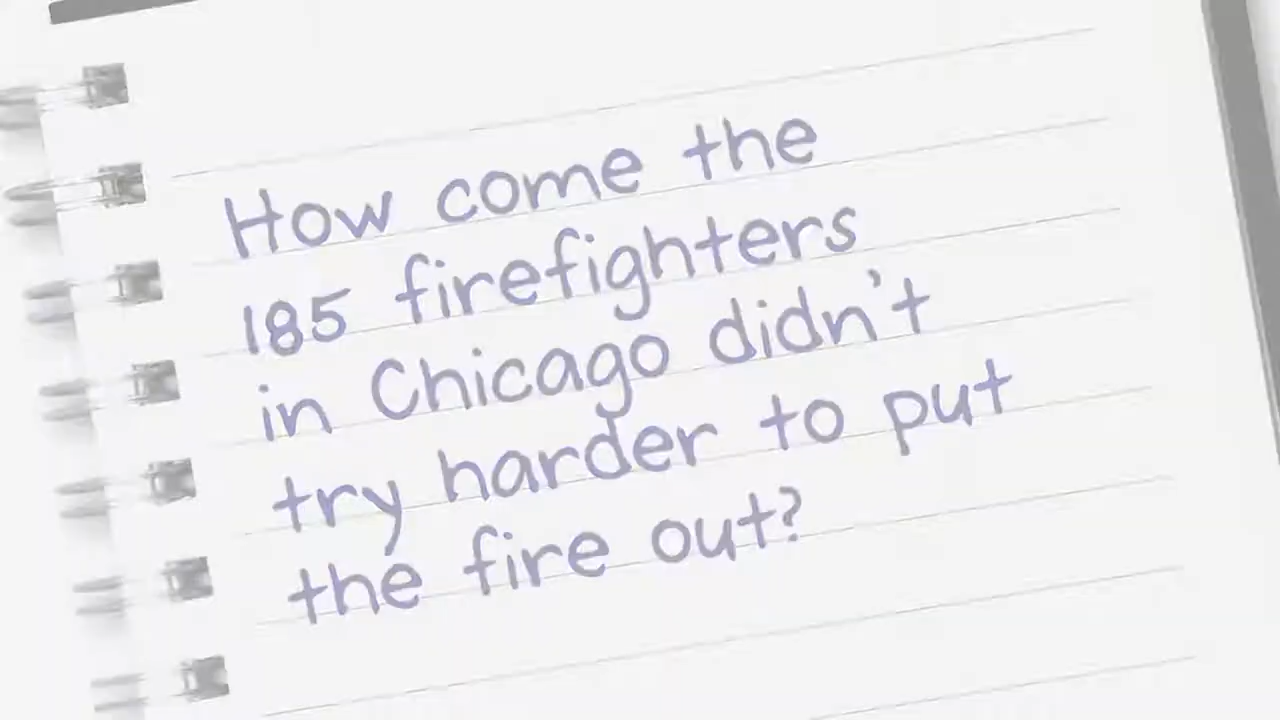 How come the
185 firefighters
in Chicago didn't
try harder to put
the fire out?